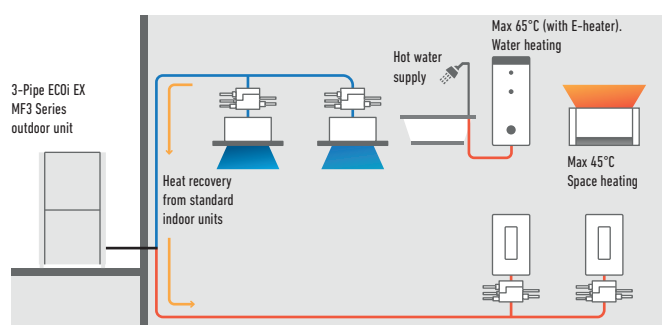 3-Pipe ECOi EX
MF3 Series
outdoor unit
Heat recovery
from standard
indoor units
Hot water
supply
Max 65°C (with E-heater).
Water heating
Max 45°C
Space heating